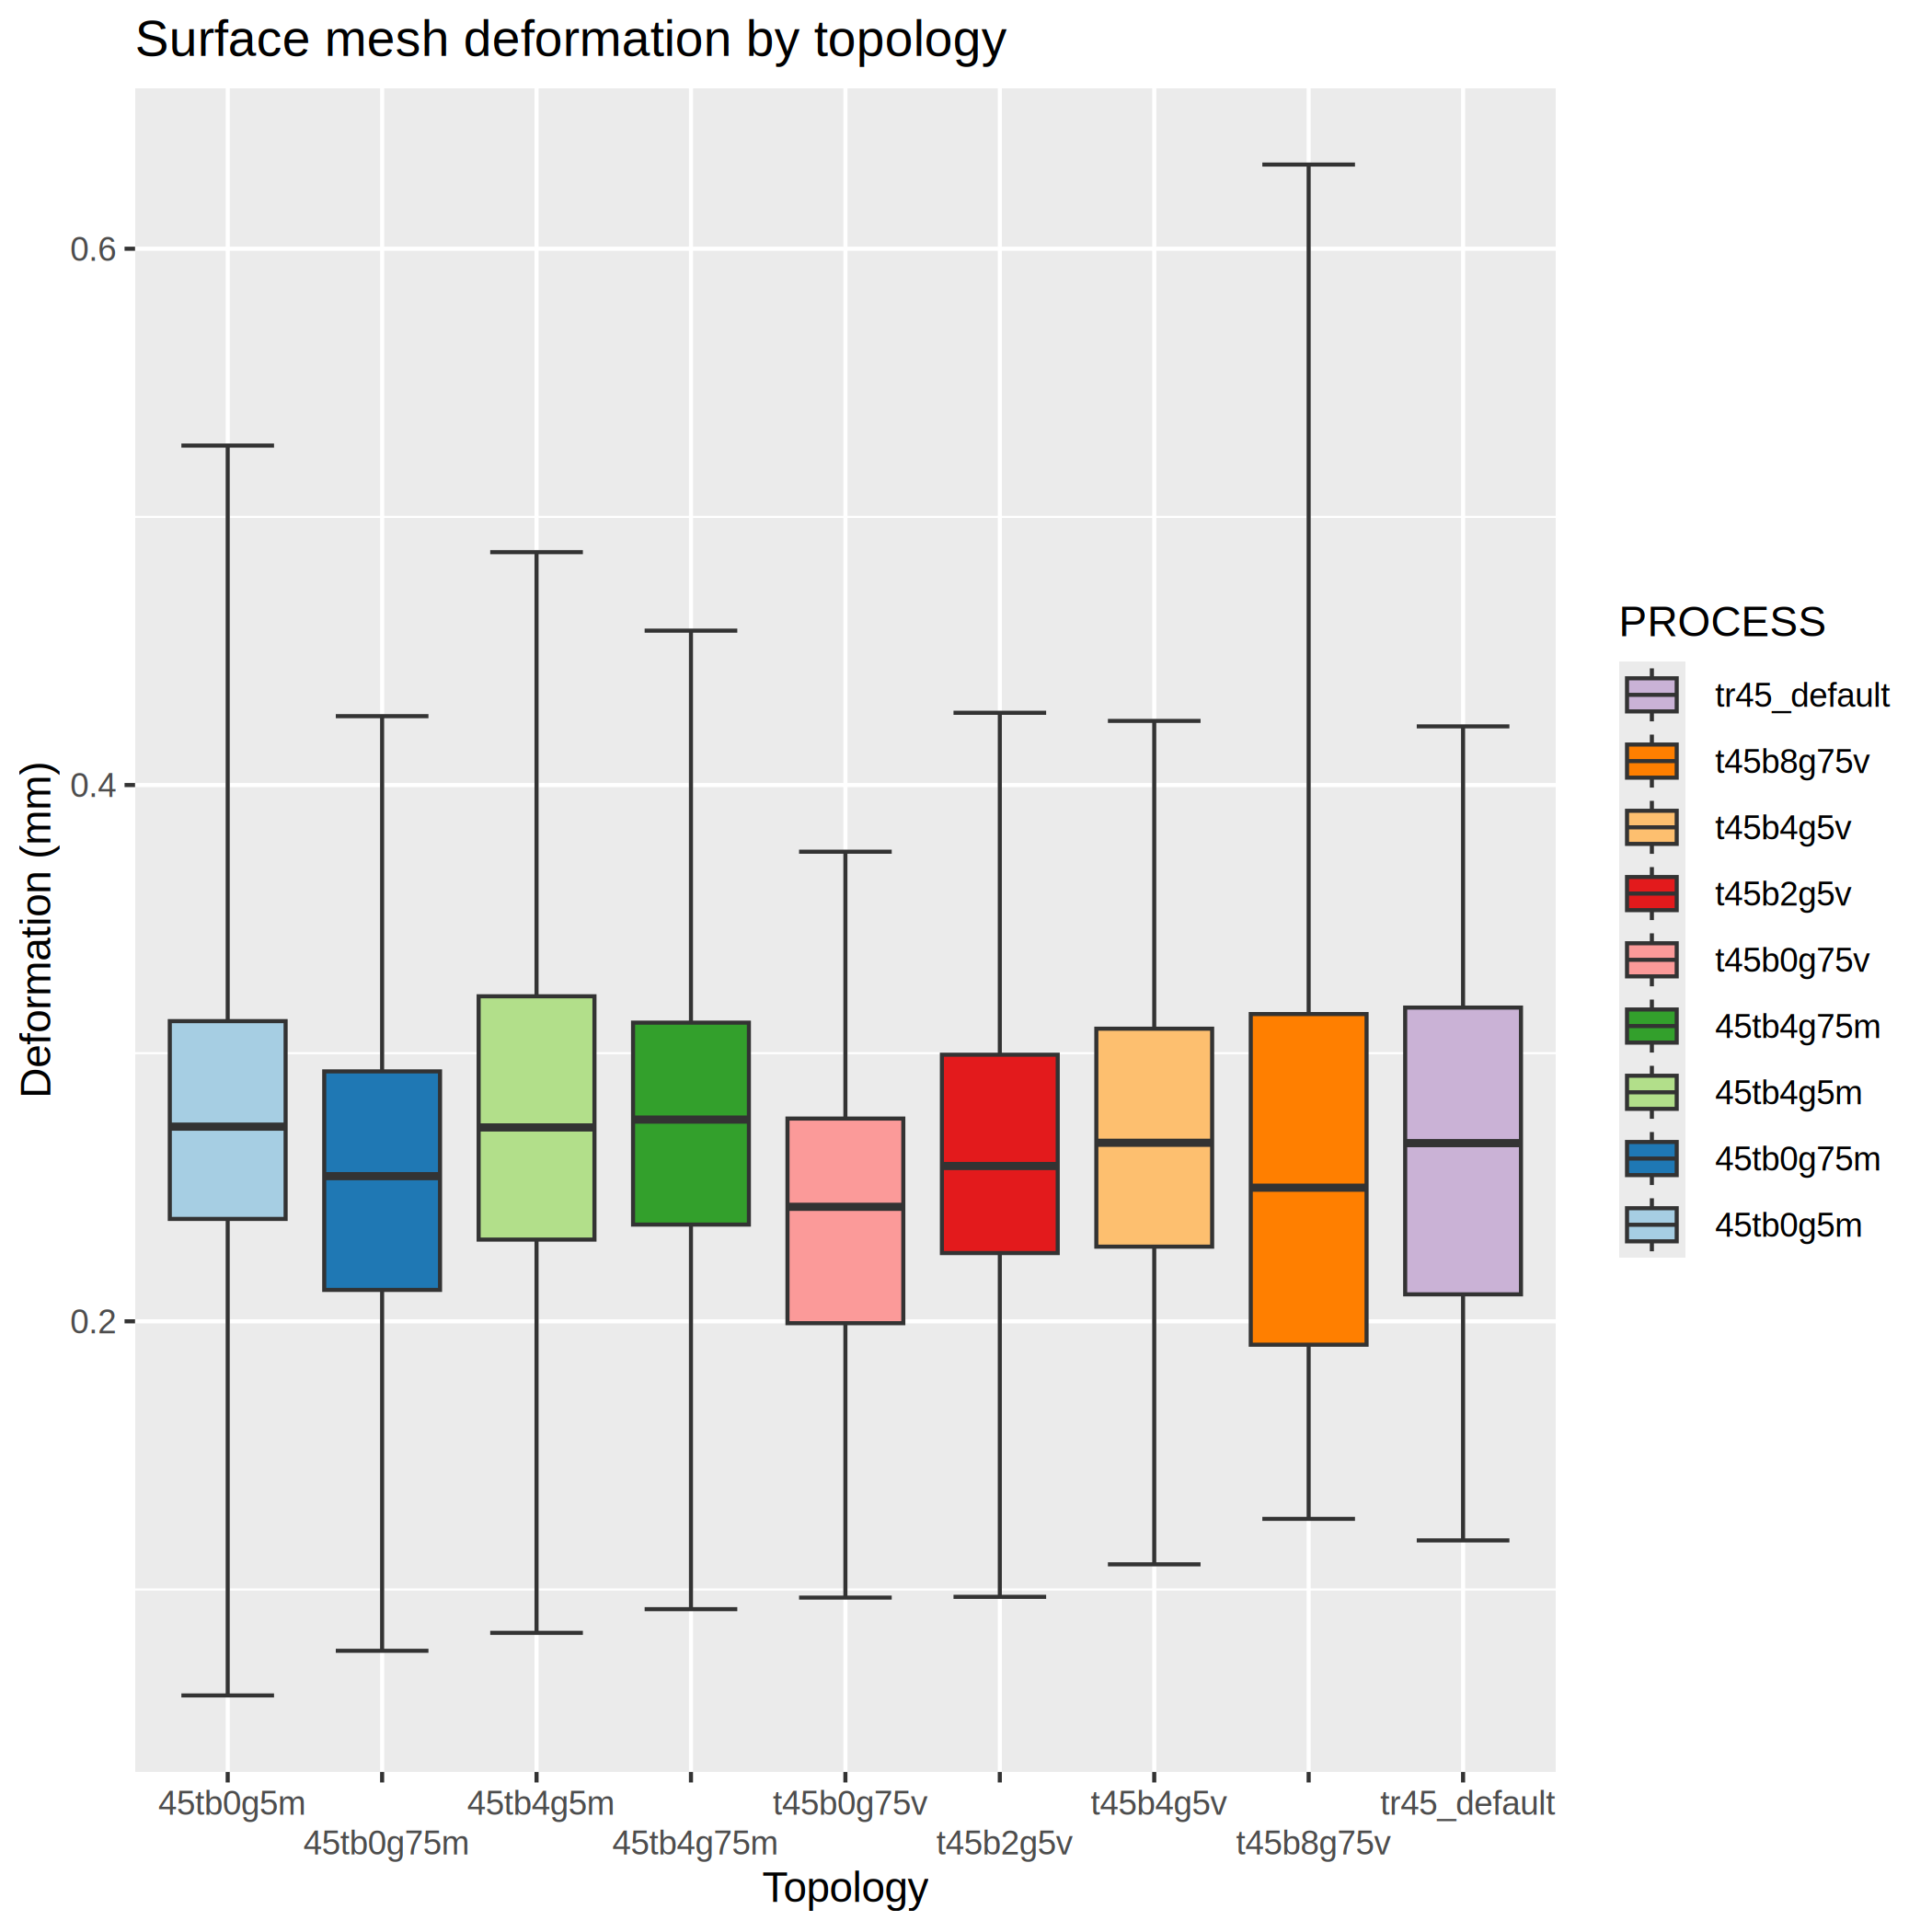 Surface mesh deformation by topology
Deformation (mm)
0.6
0.4
0.2
45tb0g5m
45tb0g75m
45tb4g5m
45tb4g75m
t45b0g75v
t45b2g5v
t45b4g5v
t45b8g75v
tr45_default
Topology
PROCESS
tr45_default
t45b8g75v
t45b4g5v
t45b2g5v
t45b0g75v
45tb4g75m
45tb4g5m
45tb0g75m
45tb0g5m